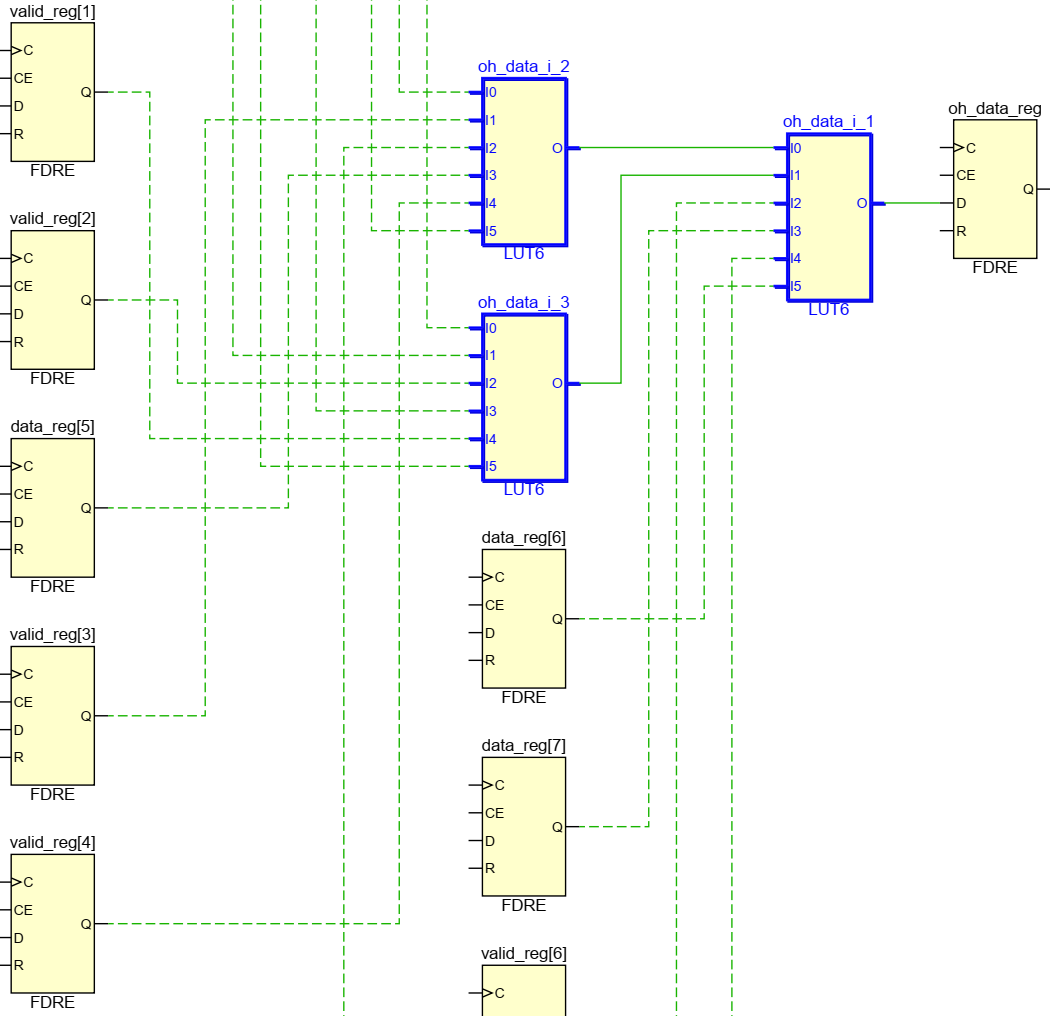 valid_reg[1]
C
CE
D
R
Q
FDRE
valid_reg[2]
C
CE
D
R
Q
FDRE
data_reg[5]
C
CE
D
R
Q
FDRE
valid_reg[3]
C
CE
D
R
Q
FDRE
valid_reg[4]
C
CE
D
R
Q
FDRE
oh_data_i_2
I0
I1
I2
I3
I4
I5
O
LUT6
oh_data_i_3
I0
I1
I2
I3
I4
I5
O
LUT6
data_reg[6]
C
CE
D
R
Q
FDRE
data_reg[7]
C
CE
D
R
Q
FDRE
valid_reg[6]
C
oh_data_i_1
I0
I1
I2
I3
I4
I5
O
LUT6
oh_data_reg
C
CE
D
R
Q
FDRE